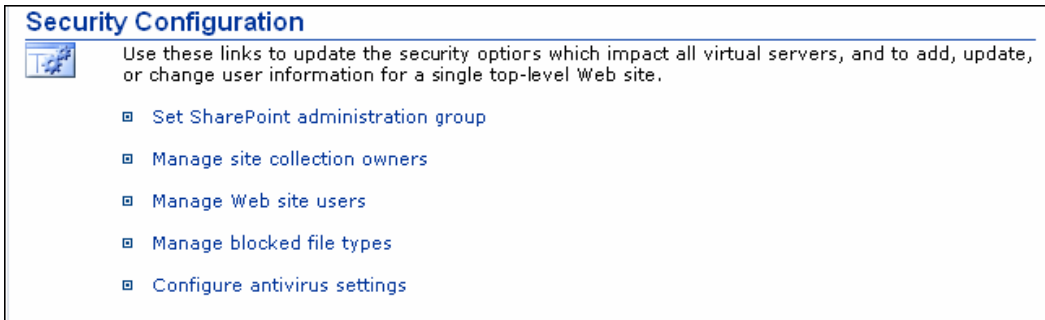 Security Configuration
Use these links to update the security options which impact all virtual servers, and to add, update,
or change user information for a single top-level Web site.
Set SharePoint administration group
Manage site collection owners
Manage Web site users
Manage blocked file types
Configure antivirus settings